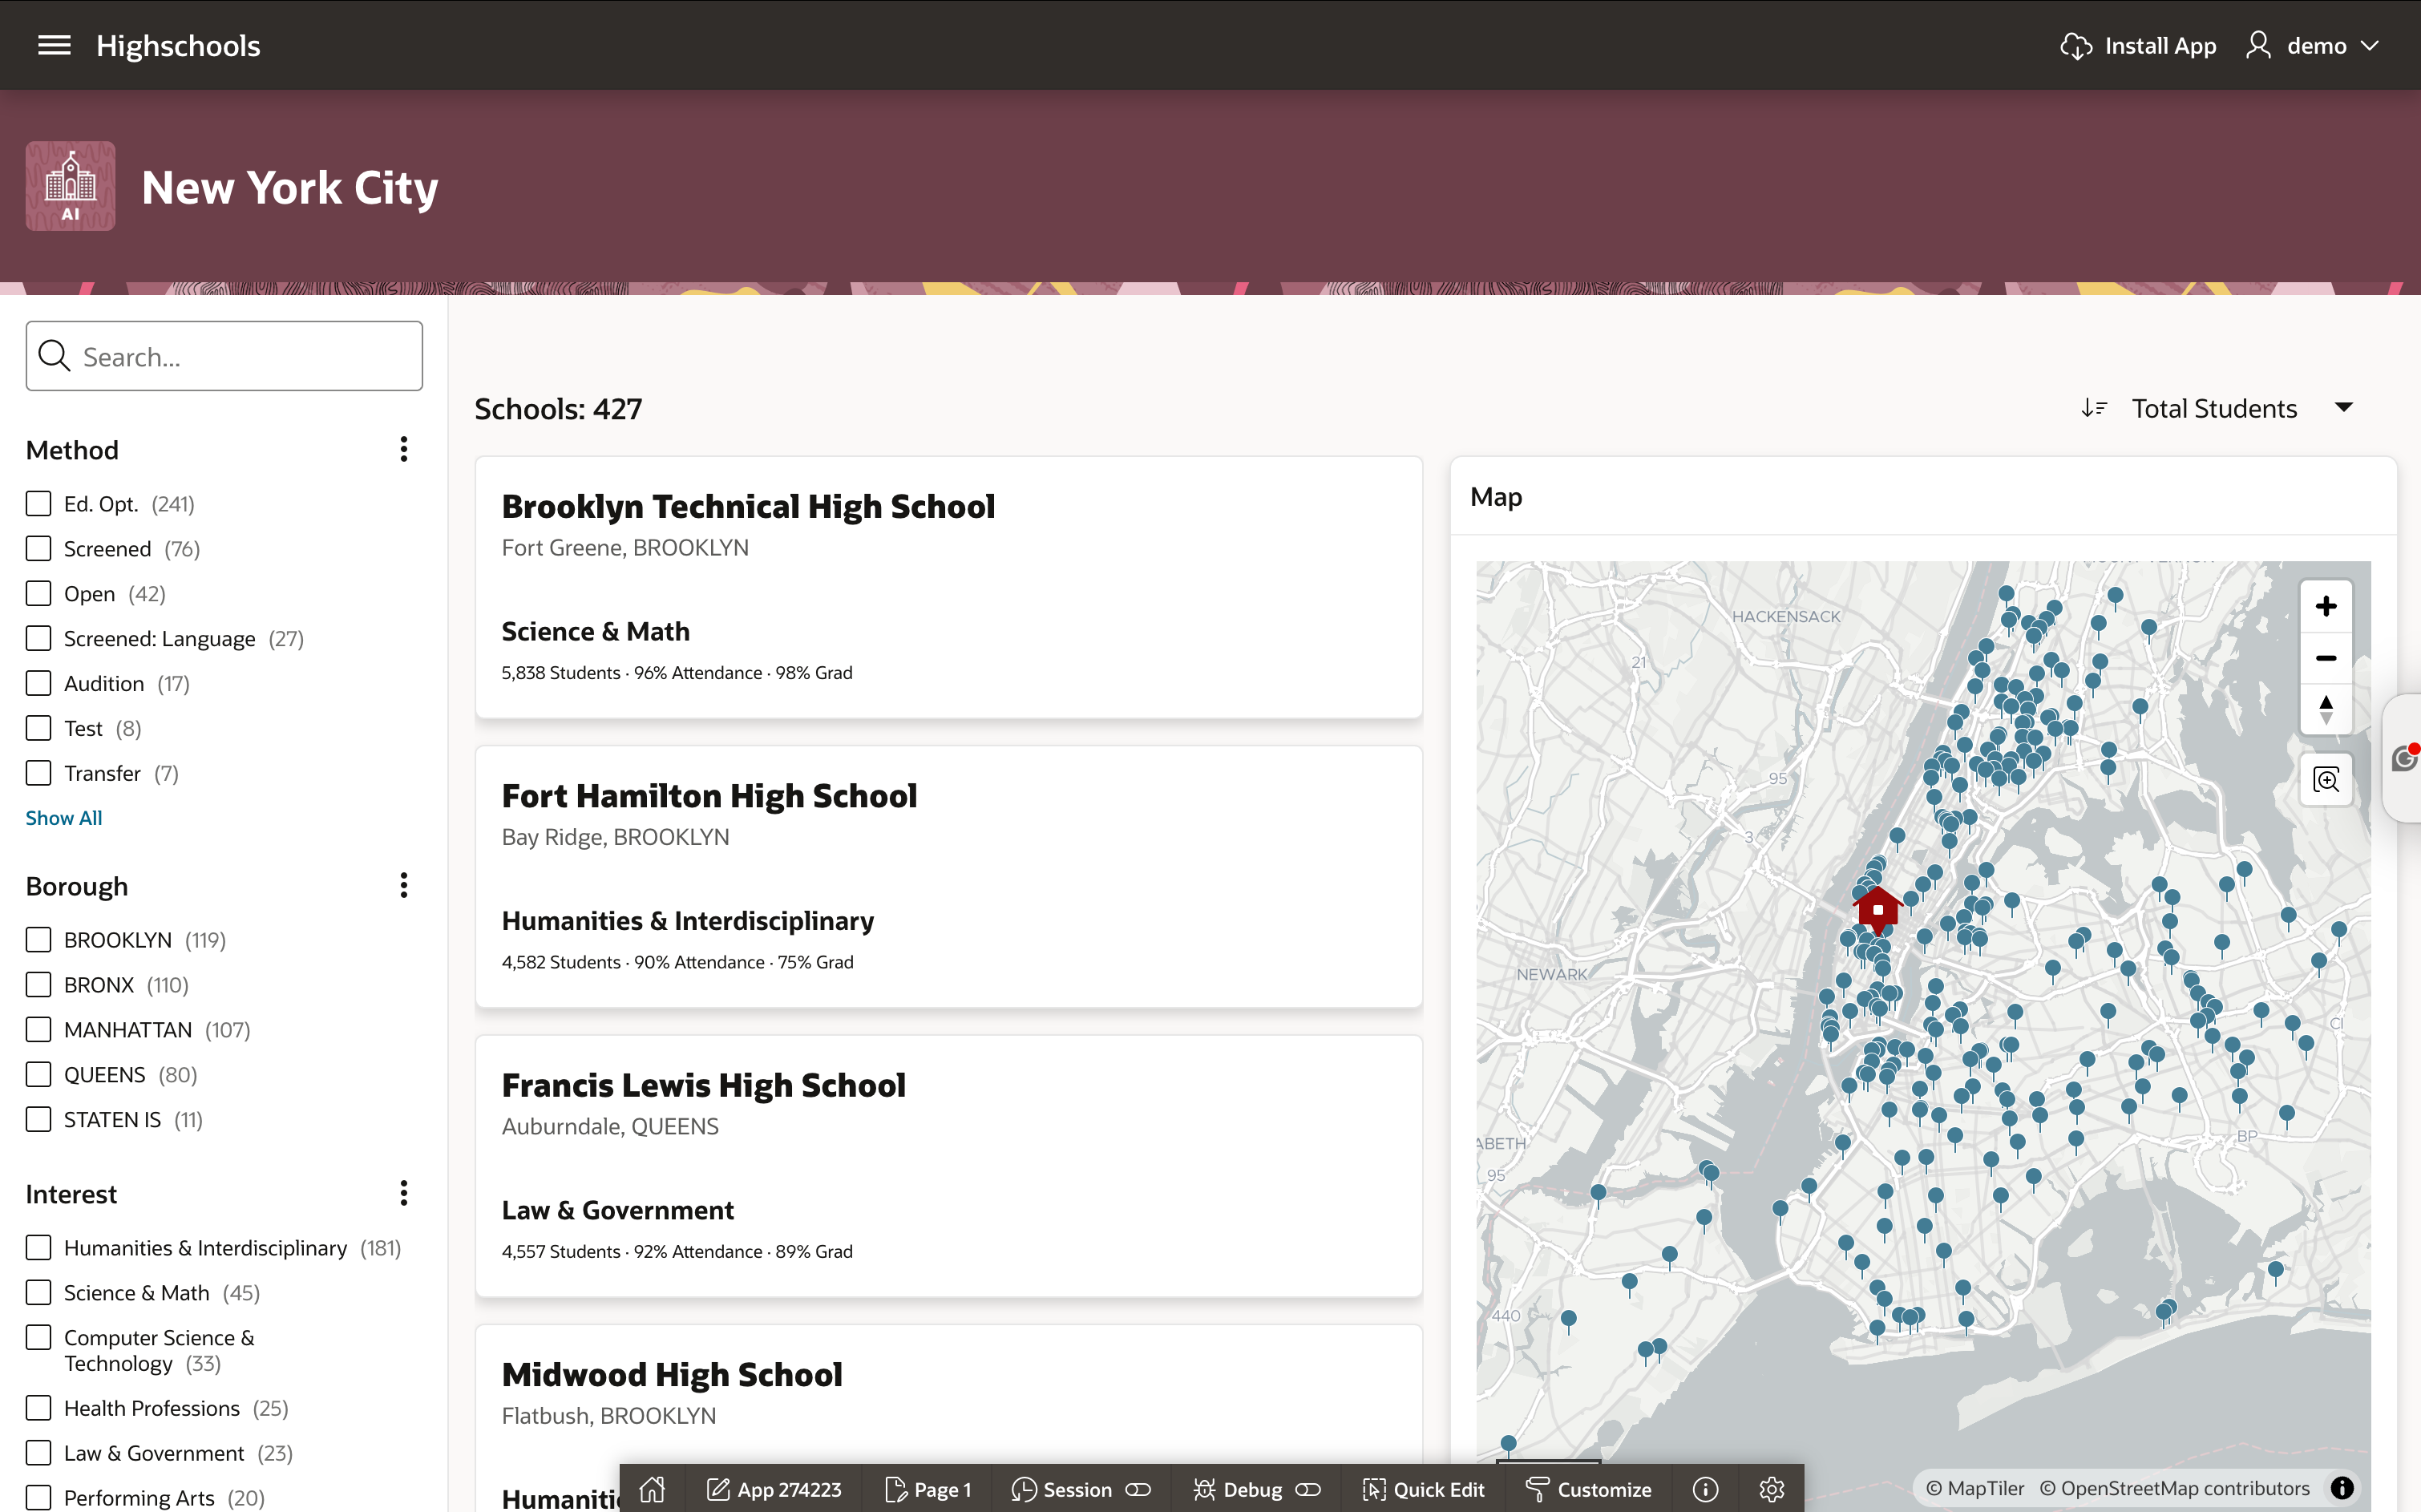 Highschools
Install App
demo
AI
New York City
Search...
Method
Ed. Opt. (241)
Screened (76)
Open (42)
Screened: Language (27)
Audition (17)
Test (8)
Transfer (7)
Show All
Borough
BROOKLYN (119)
BRONX (110)
MANHATTAN (107)
QUEENS (80)
STATEN IS (11)
Interest
Humanities & Interdisciplinary (181)
Science & Math (45)
Computer Science &
Technology (33)
Health Professions (25)
Law & Government (23)
Performing Arts (20)
Schools: 427
Total Students
Brooklyn Technical High School
Fort Greene, BROOKLYN
Science & Math
5,838 Students · 96% Attendance · 98% Grad
Fort Hamilton High School
Bay Ridge, BROOKLYN
Humanities & Interdisciplinary
4,582 Students · 90% Attendance · 75% Grad
Francis Lewis High School
Auburndale, QUEENS
Law & Government
4,557 Students · 92% Attendance · 89% Grad
Midwood High School
Flatbush, BROOKLYN
Humaniti
Map
HACKENSACK
21
95
3
NEWARK
CI
ABETH
BP
95
440
App 274223
Page 1
Session
Debug
Quick Edit
Customize
© MapTiler © OpenStreetMap contributors